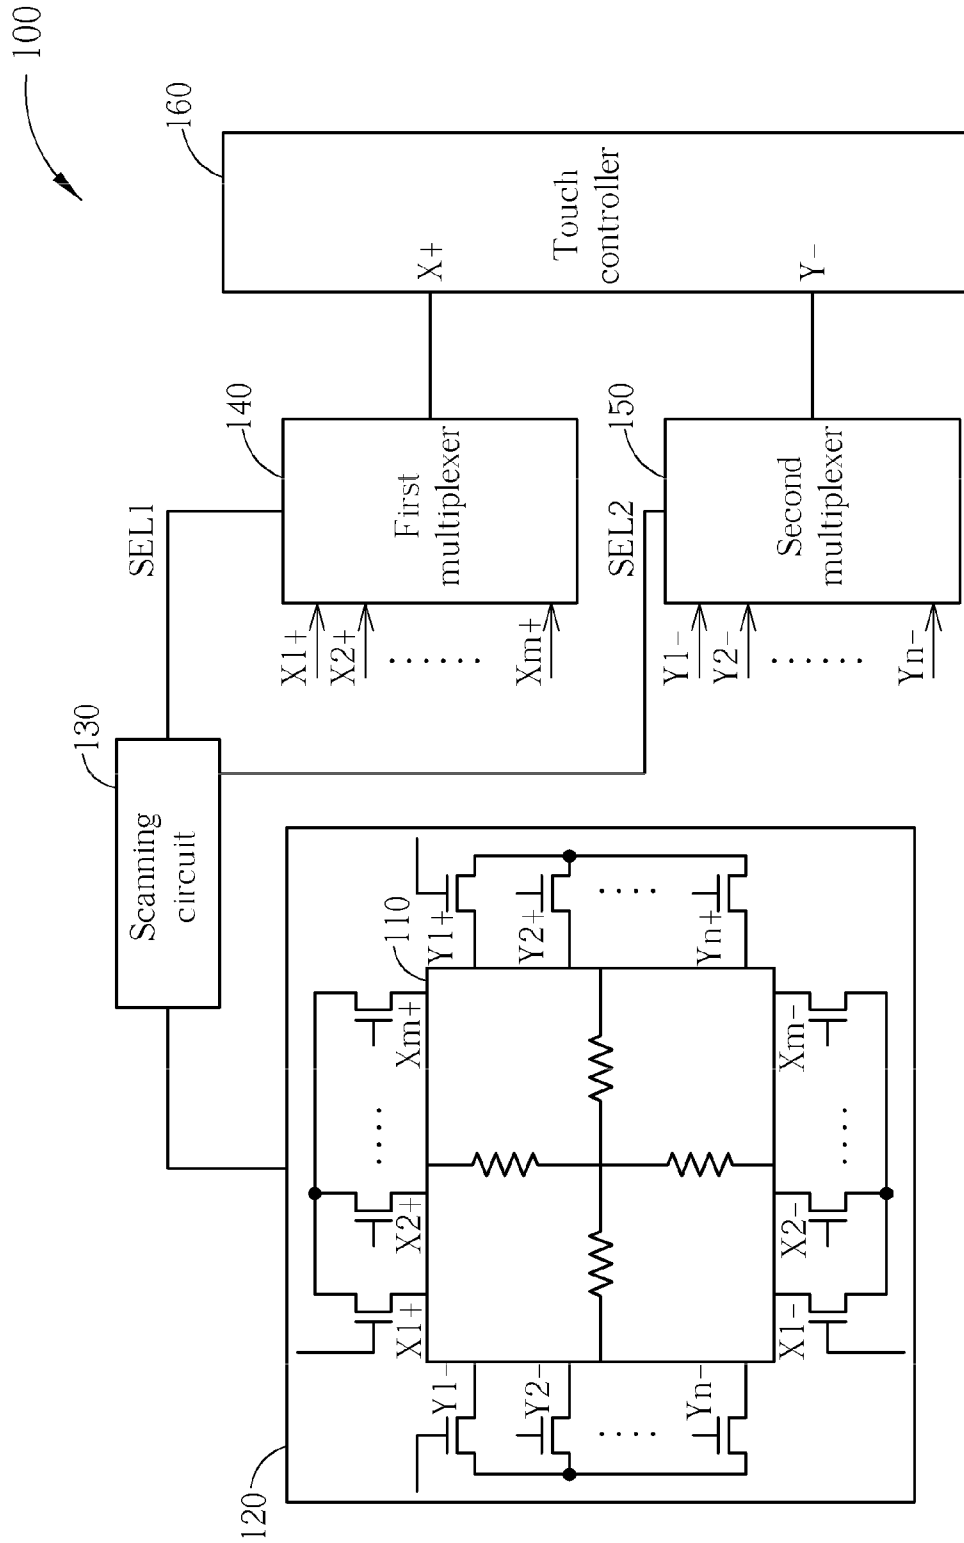 100
160
Touch
controller
X+
Y-
140
First
multiplexer
SEL1
X1+
X2+
......
Xm+
150
Second
multiplexer
SEL2
Y1-
Y2-
......
Yn-
130
Scanning
circuit
120
110
X1+
X2+
....
Xm+
Y1+
Y2+
....
Yn+
Y1-
Y2-
....
Yn-
X1-
X2-
....
Xm-